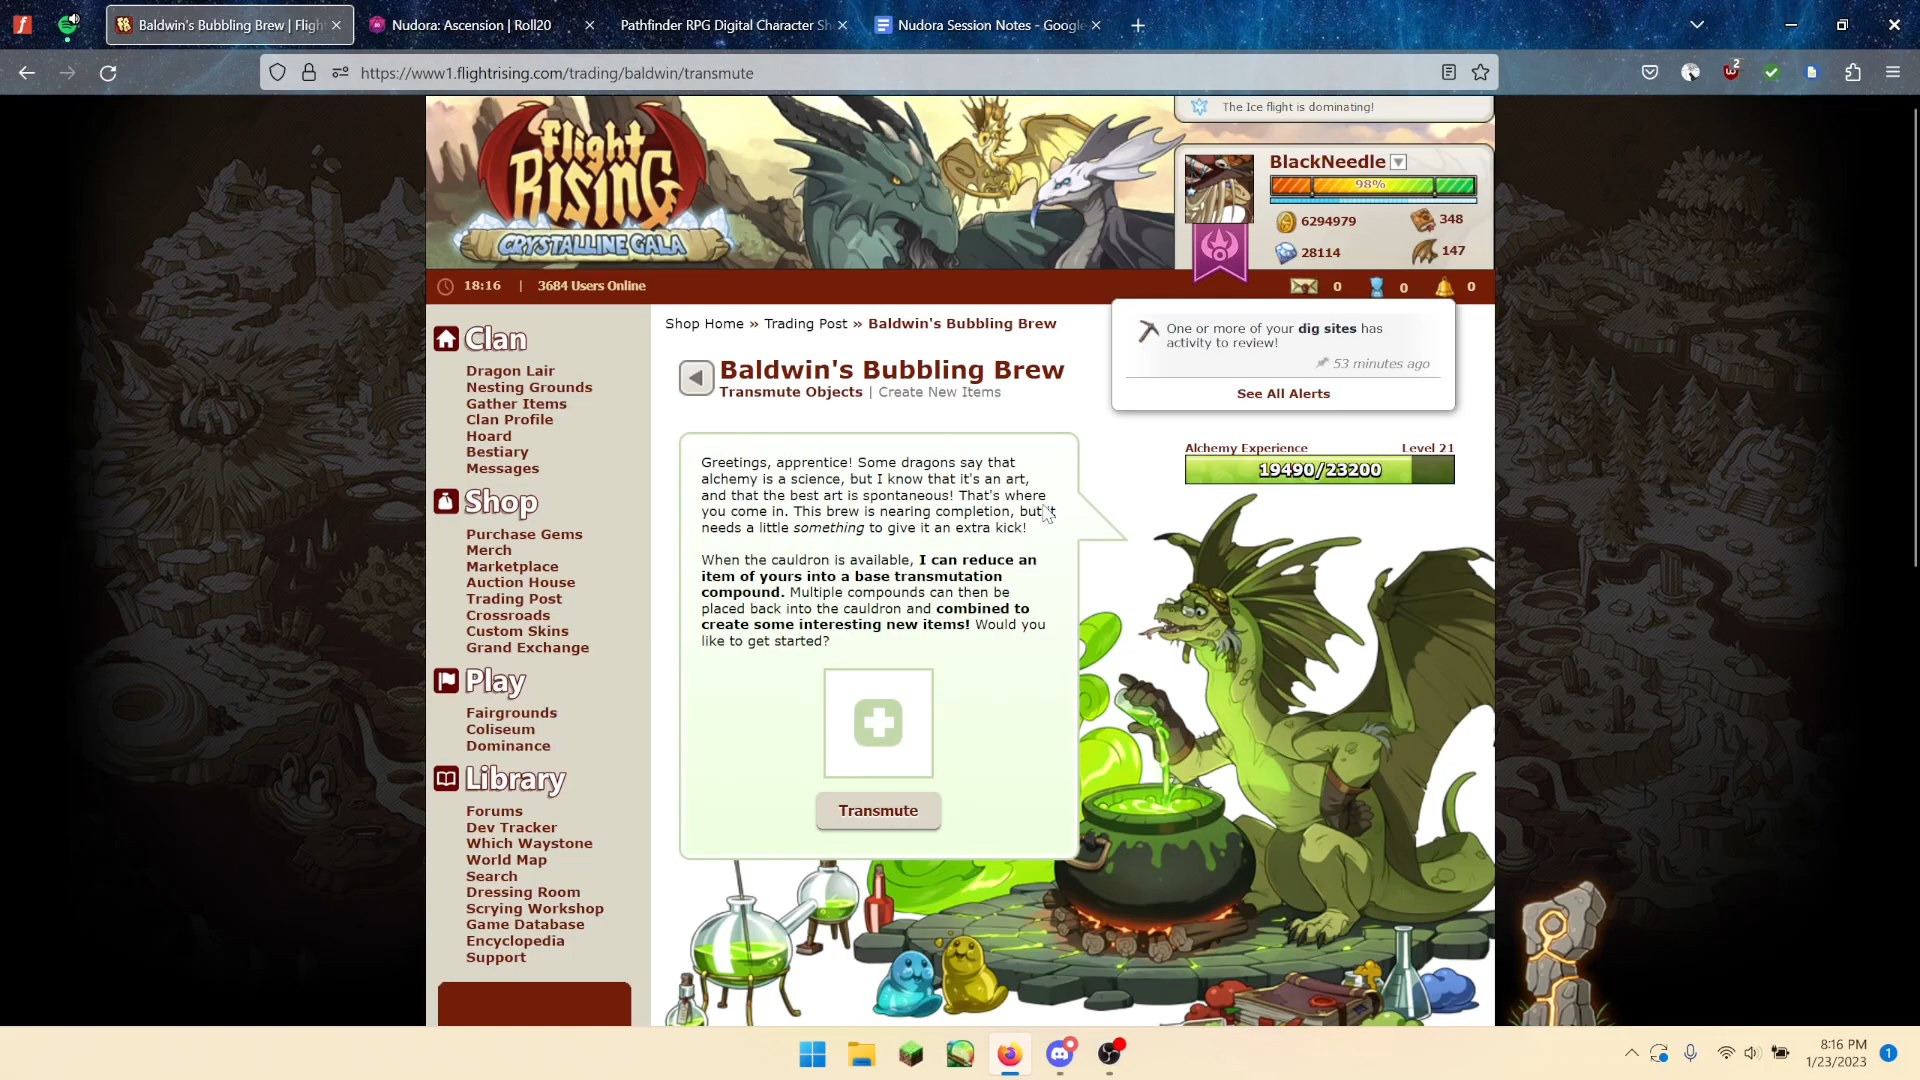 Baldwin's Bubbling Brew | Fligh
Nudora: Ascension | Roll20
Pathfinder RPG Digital Character Sh
Nudora Session Notes - Google
https://www1.flightrising.com/trading/baldwin/transmute
2
Flight
RISING
CRYSTALLINE GALA
The Ice flight is dominating!
BlackNeedle
98%
6294979
348
28114
147
18:16 | 3684 Users Online
0
0
0
Clan
Dragon Lair
Nesting Grounds
Gather Items
Clan Profile
Hoard
Bestiary
Messages
Shop
Purchase Gems
Merch
Marketplace
Auction House
Trading Post
Crossroads
Custom Skins
Grand Exchange
Play
Fairgrounds
Coliseum
Dominance
Library
Forums
Dev Tracker
Which Waystone
World Map
Search
Dressing Room
Scrying Workshop
Game Database
Encyclopedia
Support
Shop Home » Trading Post » Baldwin's Bubbling Brew
Baldwin's Bubbling Brew
Transmute Objects | Create New Items
One or more of your dig sites has
activity to review!
53 minutes ago
See All Alerts
Alchemy Experience Level 21
19490/23200
Greetings, apprentice! Some dragons say that
alchemy is a science, but I know that it's an art,
and that the best art is spontaneous! That's where
you come in. This brew is nearing completion, but it
needs a little something to give it an extra kick!
When the cauldron is available, I can reduce an
item of yours into a base transmutation
compound. Multiple compounds can then be
placed back into the cauldron and combined to
create some interesting new items! Would you
like to get started?
Transmute
8:16 PM
1/23/2023
1